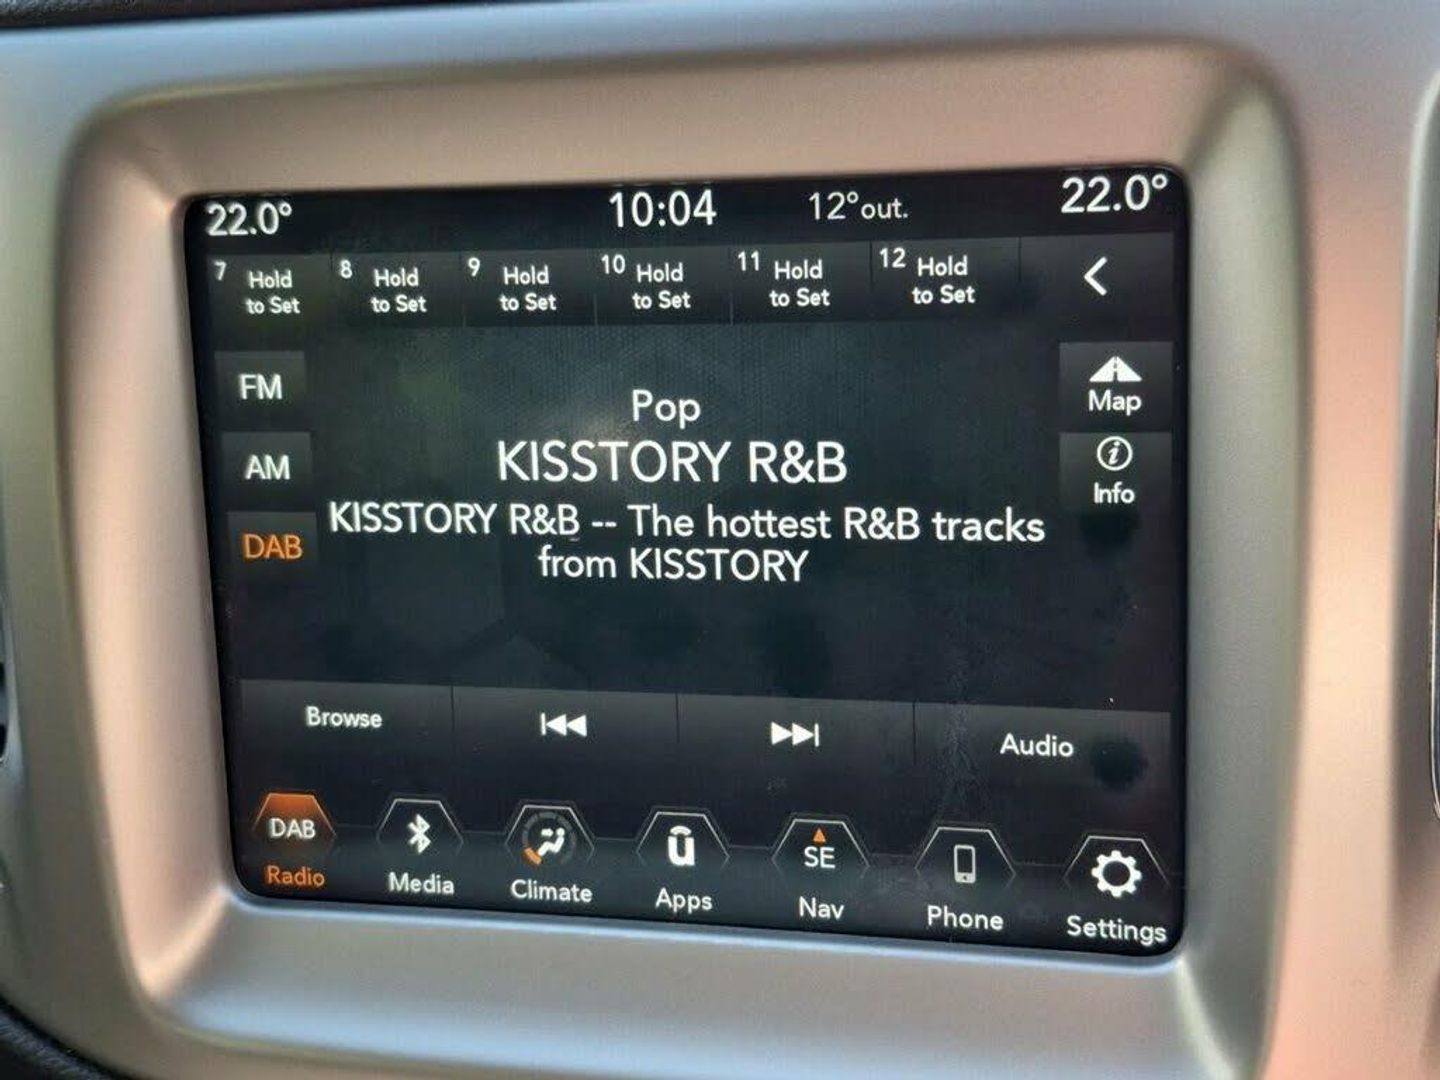 22.0° 10:04 12°out. 22.0°
7 Hold to Set
8 Hold to Set
9 Hold to Set
10 Hold to Set
11 Hold to Set
12 Hold to Set
FM
AM
DAB
Pop
KISSTORY R&B
KISSTORY R&B -- The hottest R&B tracks
from KISSTORY
Map
Info
Browse
Audio
DAB
Radio
Media
Climate
Apps
SE
Nav
Phone
Settings